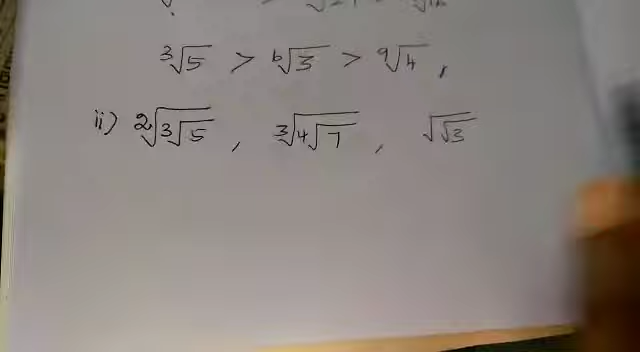 ∛5 > ⁶√3 > ⁹√4,
ii) ²√(³√5) , ³√(⁴√7) , √(√3)